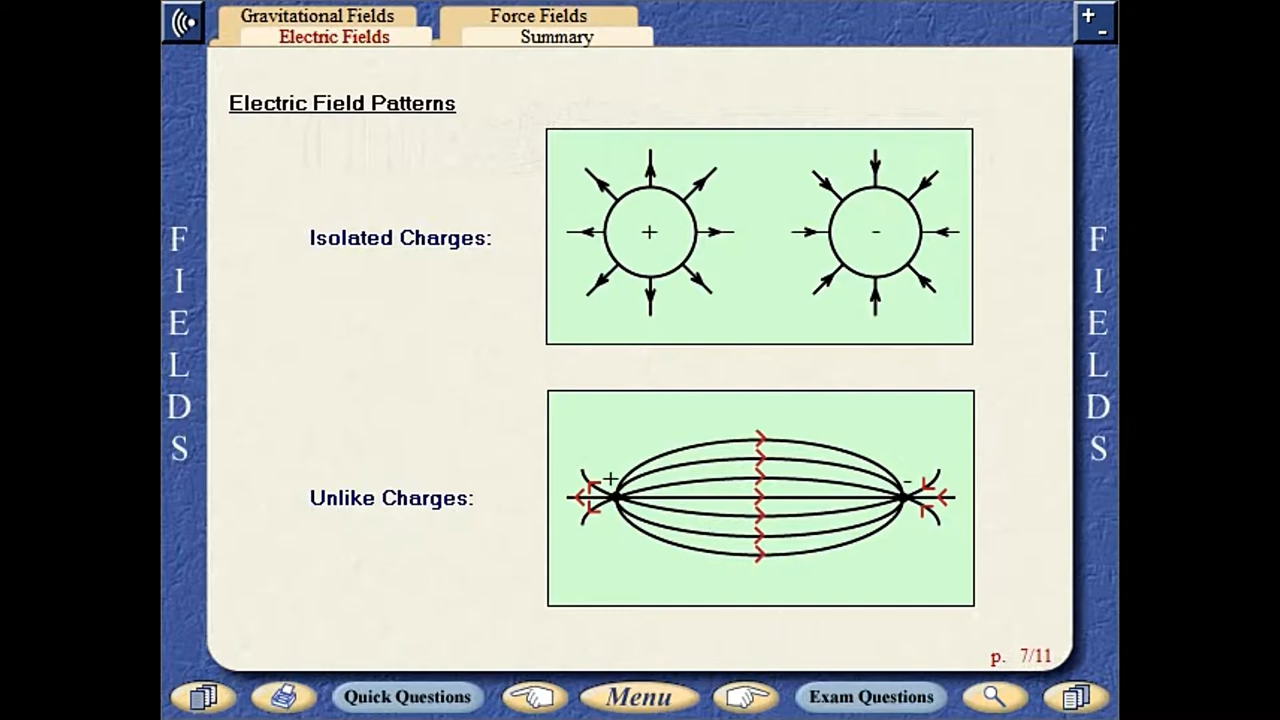 Gravitational Fields
Force Fields
Electric Fields
Summary
+
-
Electric Field Patterns
Isolated Charges:
+
-
F
I
E
L
D
S
F
I
E
L
D
S
Unlike Charges:
+
-
p. 7/11
Quick Questions
Menu
Exam Questions